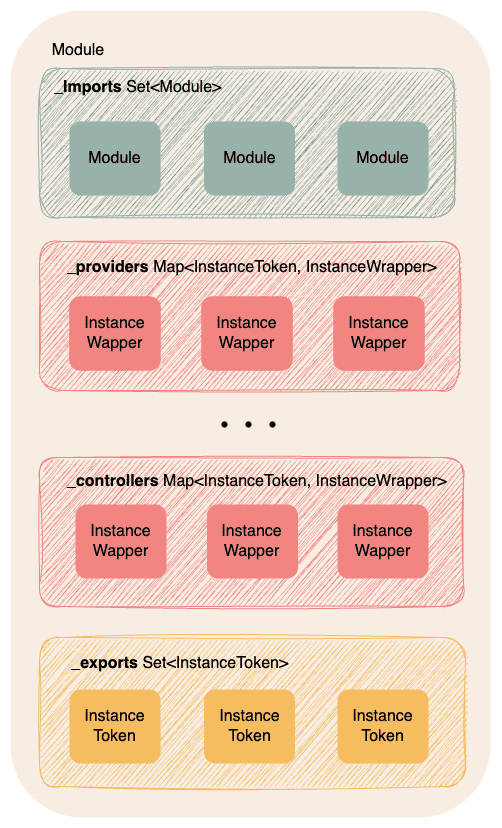 Module
_Imports Set<Module>
Module Module Module
_providers Map<InstanceToken, InstanceWrapper>
Instance Instance Instance
Wapper Wapper Wapper
• • •
_controllers Map<InstanceToken, InstanceWrapper>
Instance Instance Instance
Wapper Wapper Wapper
_exports Set<InstanceToken>
Instance Instance Instance
Token Token Token